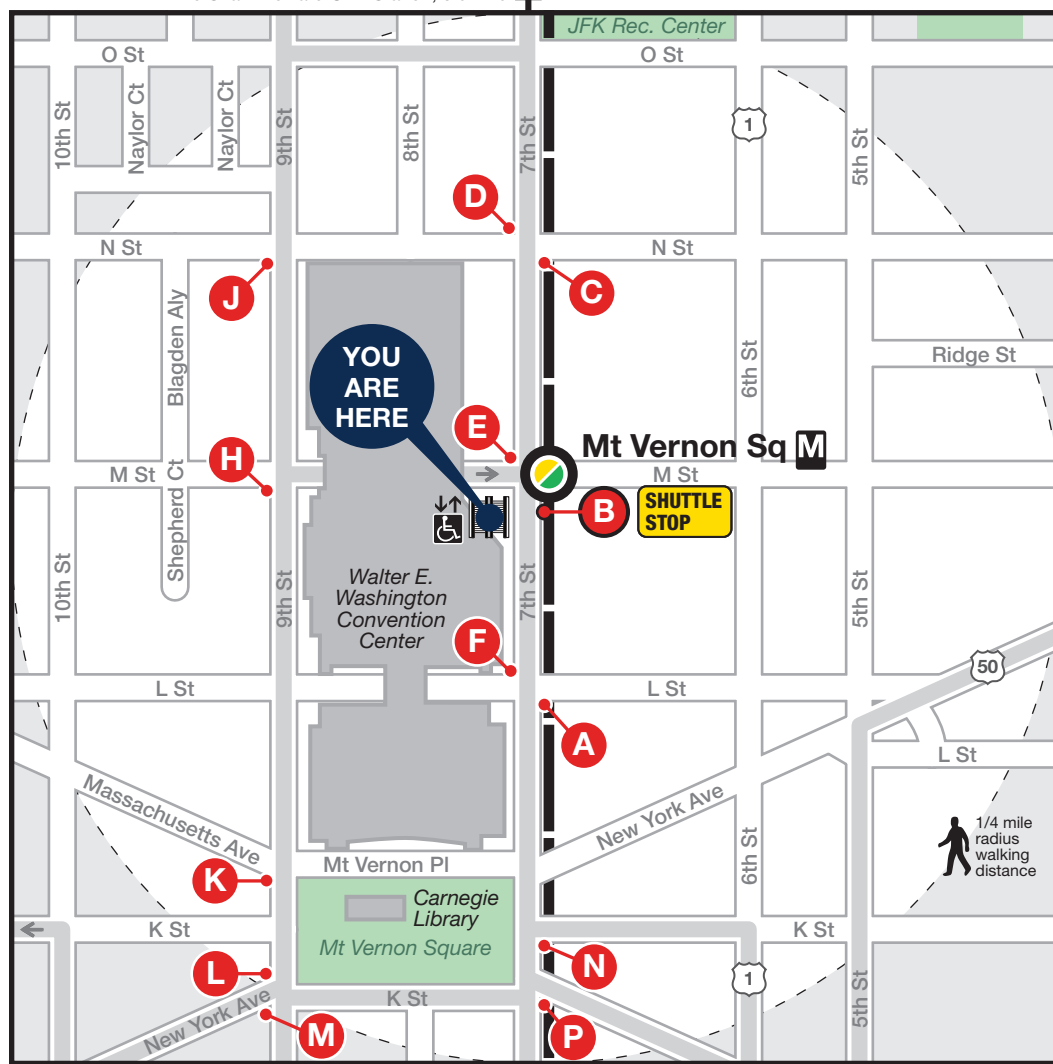 JFK Rec. Center
O St
O St
10th St
Naylor Ct
Naylor Ct
9th St
8th St
7th St
1
5th St
D
N St
N St
J
C
Blagden Aly
YOU
ARE
HERE
6th St
Ridge St
E
Mt Vernon Sq M
H
M St
M St
B
SHUTTLE
STOP
Shepherd Ct
10th St
9th St
7th St
5th St
Walter E.
Washington
Convention
Center
F
L St
L St
50
A
L St
Massachusetts Ave
New York Ave
6th St
1/4 mile
radius
walking
distance
Mt Vernon Pl
K
Carnegie
Library
K St
K St
Mt Vernon Square
L
N
1
5th St
K St
New York Ave
M
P